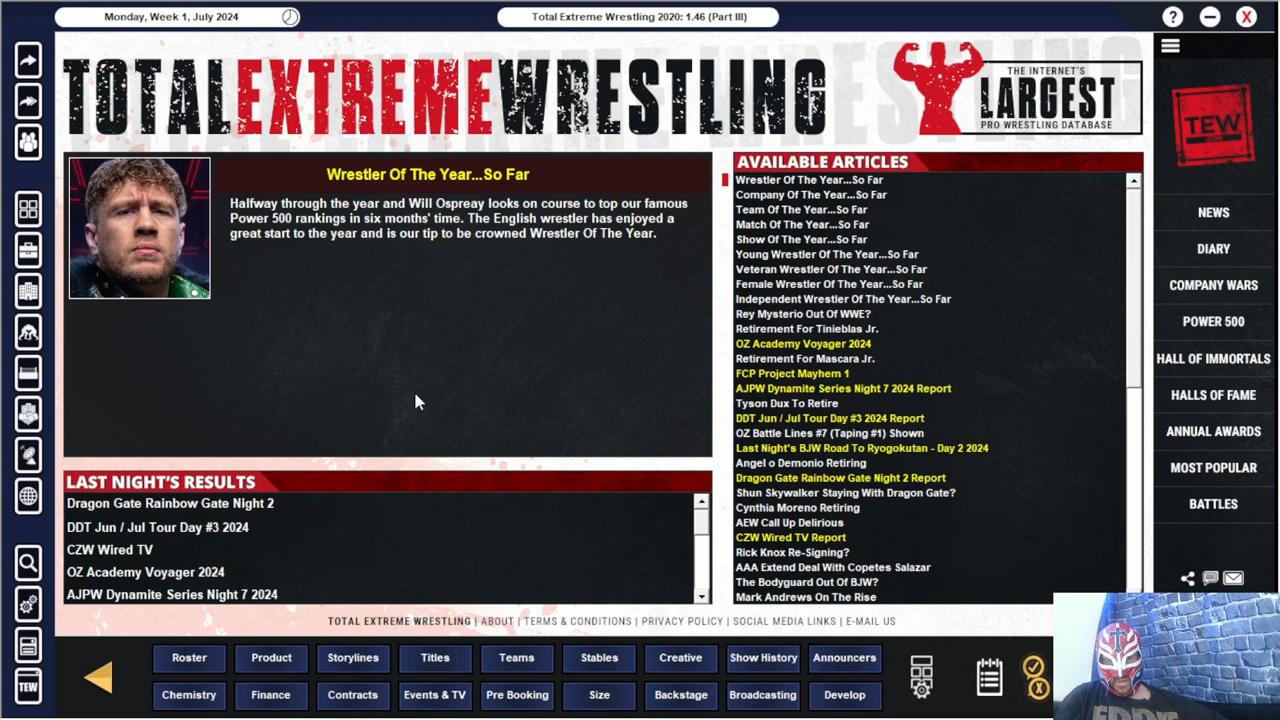 Monday, Week 1, July 2024
Total Extreme Wrestling 2020: 1.46 (Part III)
? X
TOTALEXTREMEWRESTLING
THE INTERNET'S
LARGEST
PRO WRESTLING DATABASE
TEW
.COM
Wrestler Of The Year...So Far
Halfway through the year and Will Ospreay looks on course to top our famous
Power 500 rankings in six months' time. The English wrestler has enjoyed a
great start to the year and is our tip to be crowned Wrestler Of The Year.
AVAILABLE ARTICLES
Wrestler Of The Year...So Far
Company Of The Year...So Far
Team Of The Year...So Far
Match Of The Year...So Far
Show Of The Year...So Far
Young Wrestler Of The Year...So Far
Veteran Wrestler Of The Year...So Far
Female Wrestler Of The Year...So Far
Independent Wrestler Of The Year...So Far
Rey Mysterio Out Of WWE?
Retirement For Tinieblas Jr.
OZ Academy Voyager 2024
Retirement For Mascara Jr.
FCP Project Mayhem 1
AJPW Dynamite Series Night 7 2024 Report
Tyson Dux To Retire
DDT Jun / Jul Tour Day #3 2024 Report
OZ Battle Lines #7 (Taping #1) Shown
Last Night's BJW Road To Ryogokutan - Day 2 2024
Angel o Demonio Retiring
Dragon Gate Rainbow Gate Night 2 Report
Shun Skywalker Staying With Dragon Gate?
Cynthia Moreno Retiring
AEW Call Up Delirious
CZW Wired TV Report
Rick Knox Re-Signing?
AAA Extend Deal With Copetes Salazar
The Bodyguard Out Of BJW?
Mark Andrews On The Rise
NEWS
DIARY
COMPANY WARS
POWER 500
HALL OF IMMORTALS
HALLS OF FAME
ANNUAL AWARDS
MOST POPULAR
BATTLES
LAST NIGHT'S RESULTS
Dragon Gate Rainbow Gate Night 2
DDT Jun / Jul Tour Day #3 2024
CZW Wired TV
OZ Academy Voyager 2024
AJPW Dynamite Series Night 7 2024
TOTAL EXTREME WRESTLING | ABOUT | TERMS & CONDITIONS | PRIVACY POLICY | SOCIAL MEDIA LINKS | E-MAIL US
Roster Product Storylines Titles Teams Stables Creative Show History Announcers
Chemistry Finance Contracts Events & TV Pre Booking Size Backstage Broadcasting Develop
TEW
EDDIE